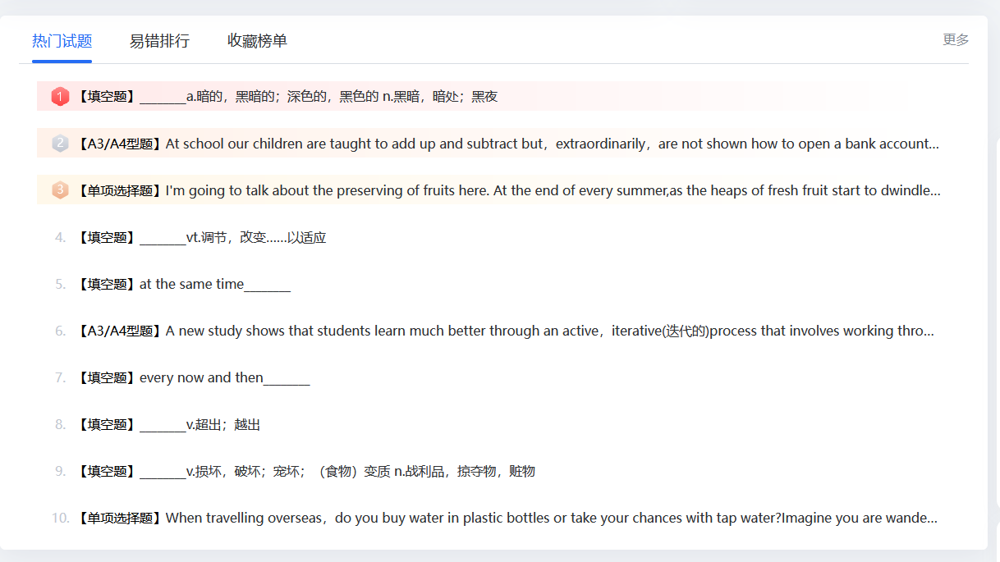 热门试题 易错排行 收藏榜单 更多
1 【填空题】_______a.暗的，黑暗的；深色的，黑色的 n.黑暗，暗处；黑夜
2 【A3/A4型题】At school our children are taught to add up and subtract but，extraordinarily，are not shown how to open a bank account...
3 【单项选择题】I'm going to talk about the preserving of fruits here. At the end of every summer,as the heaps of fresh fruit start to dwindle...
4. 【填空题】_______vt.调节，改变……以适应
5. 【填空题】at the same time_______
6. 【A3/A4型题】A new study shows that students learn much better through an active，iterative(迭代的)process that involves working thro...
7. 【填空题】every now and then_______
8. 【填空题】_______v.超出；越出
9. 【填空题】_______v.损坏，破坏；宠坏；（食物）变质 n.战利品，掠夺物，赃物
10. 【单项选择题】When travelling overseas，do you buy water in plastic bottles or take your chances with tap water?Imagine you are wande...